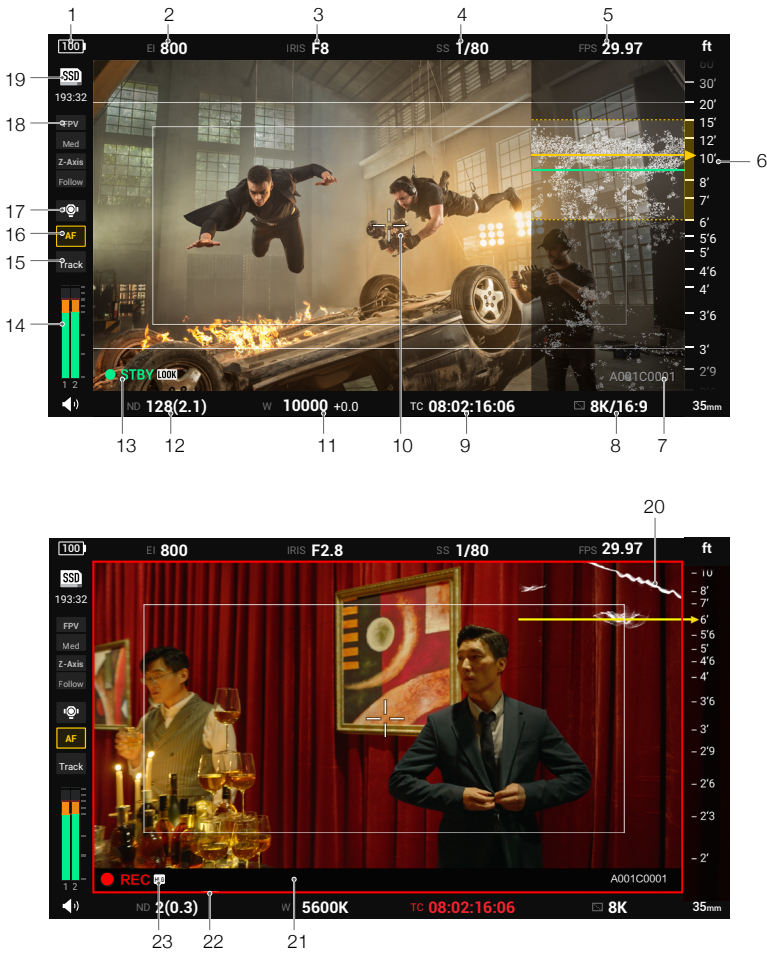 1 2 3 4 5
100 EI 800 IRIS F8 SS 1/80 FPS 29.97 ft
19 SSD
193:32
18 FPV
Med
Z-Axis
Follow
17
16 AF
15 Track
14
1 2
30'
20'
15'
12'
10'
6
8'
7'
6'
5'6
5'
4'6
4'
3'6
3'
2'9
STBY LOOK A001C0001
ND 128(2.1) W 10000 +0.0 TC 08:02:16:06 8K/16:9 35mm
13 12 11 10 9 8 7
20
100 EI 800 IRIS F2.8 SS 1/80 FPS 29.97 ft
SSD
193:32
FPV
Med
Z-Axis
Follow
AF
Track
1 2
10
8'
7'
6'
5'6
5'
4'6
4'
3'6
3'
2'9
2'6
2'3
2'
REC A001C0001
ND 2(0.3) W 5600K TC 08:02:16:06 8K 35mm
23 22 21